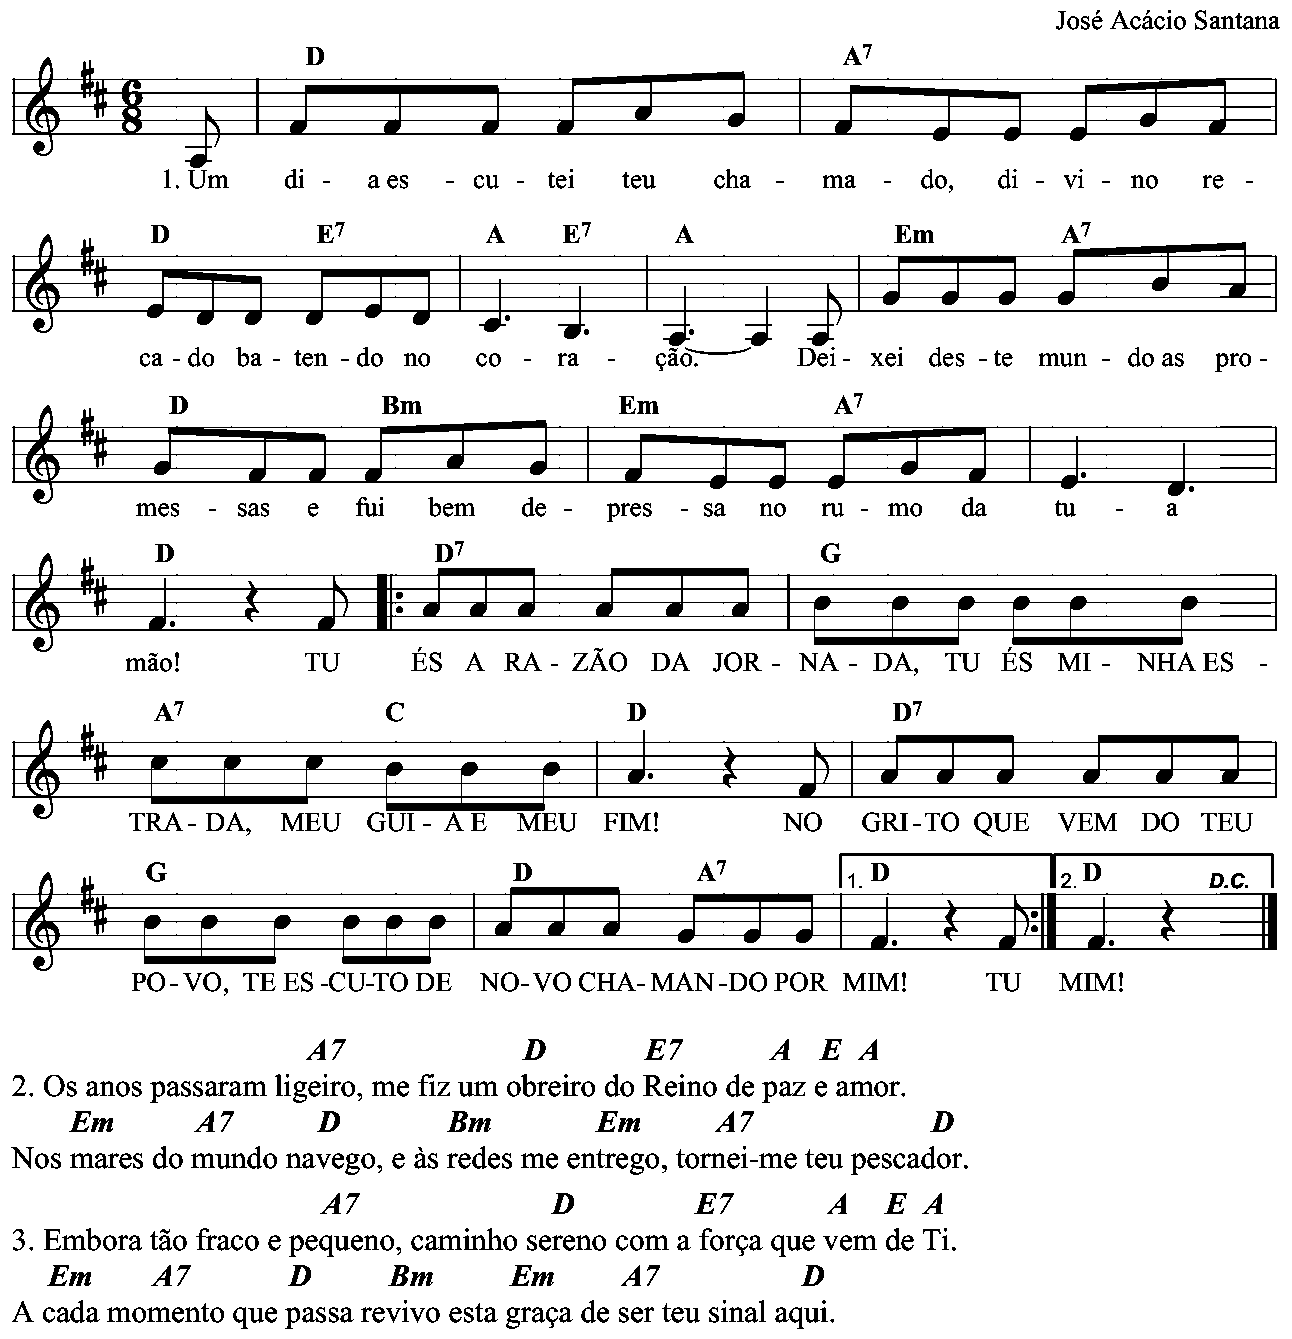 José Acácio Santana
D A7
6
8
1. Um di - a es - cu - tei teu cha - ma - do, di - vi - no re -
D E7 A E7 A Em A7
ca - do ba - ten - do no co - ra - ção. Dei - xei des - te mun - do as pro -
D Bm Em A7
mes - sas e fui bem de - pres - sa no ru - mo da tu - a
D D7 G
mão! TU ÉS A RA - ZÃO DA JOR - NA - DA, TU ÉS MI - NHA ES -
A7 C D D7
TRA - DA, MEU GUI - A E MEU FIM! NO GRI - TO QUE VEM DO TEU
G D A7 1. D 2. D D.C.
PO - VO, TE ES - CU - TO DE NO - VO CHA - MAN - DO POR MIM! TU MIM!
A7 D E7 A E A
2. Os anos passaram ligeiro, me fiz um obreiro do Reino de paz e amor.
Em A7 D Bm Em A7 D
Nos mares do mundo navego, e às redes me entrego, tornei-me teu pescador.
A7 D E7 A E A
3. Embora tão fraco e pequeno, caminho sereno com a força que vem de Ti.
Em A7 D Bm Em A7 D
A cada momento que passa revivo esta graça de ser teu sinal aqui.